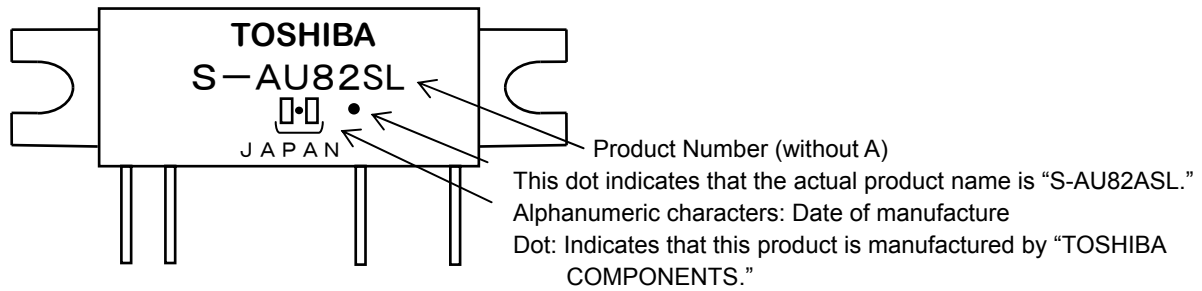 TOSHIBA
S－AU82SL
JAPAN
Product Number (without A)
This dot indicates that the actual product name is “S-AU82ASL.”
Alphanumeric characters: Date of manufacture
Dot: Indicates that this product is manufactured by “TOSHIBA
COMPONENTS.”